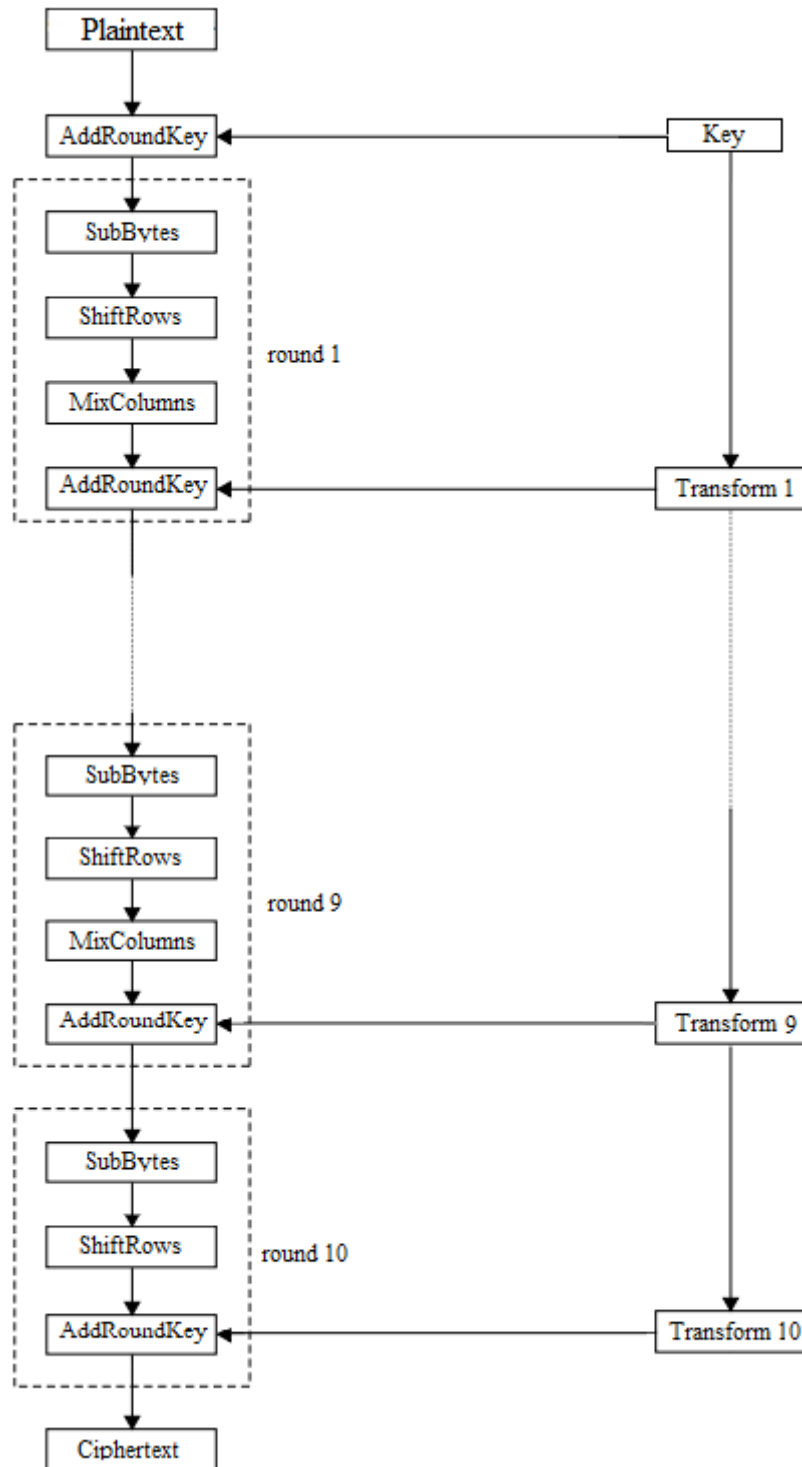 Plaintext
AddRoundKey
Key
SubBytes
ShiftRows
round 1
MixColumns
AddRoundKey
Transform 1
SubBytes
ShiftRows
round 9
MixColumns
AddRoundKey
Transform 9
SubBytes
ShiftRows
round 10
AddRoundKey
Transform 10
Ciphertext